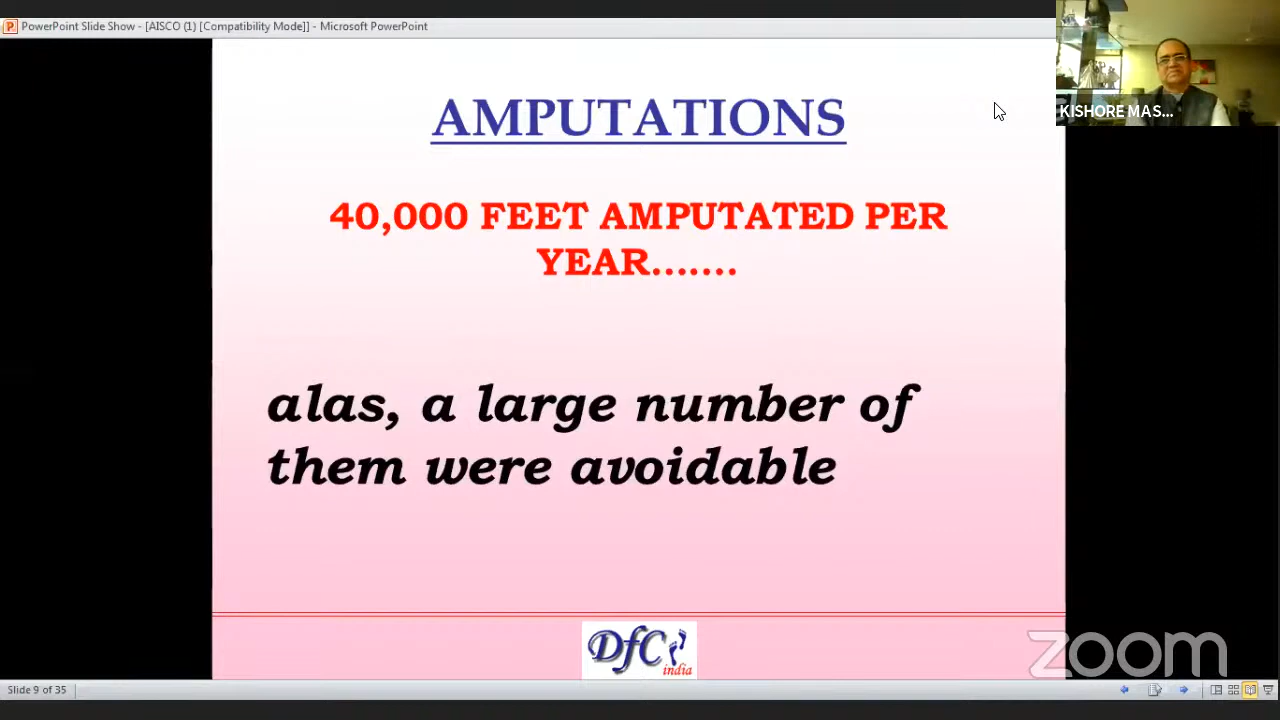 PowerPoint Slide Show - [AISCO (1) [Compatibility Mode]] - Microsoft PowerPoint
KISHORE MAS...
AMPUTATIONS
40,000 FEET AMPUTATED PER
YEAR.......
alas, a large number of
them were avoidable
DfC
india
zoom
Slide 9 of 35